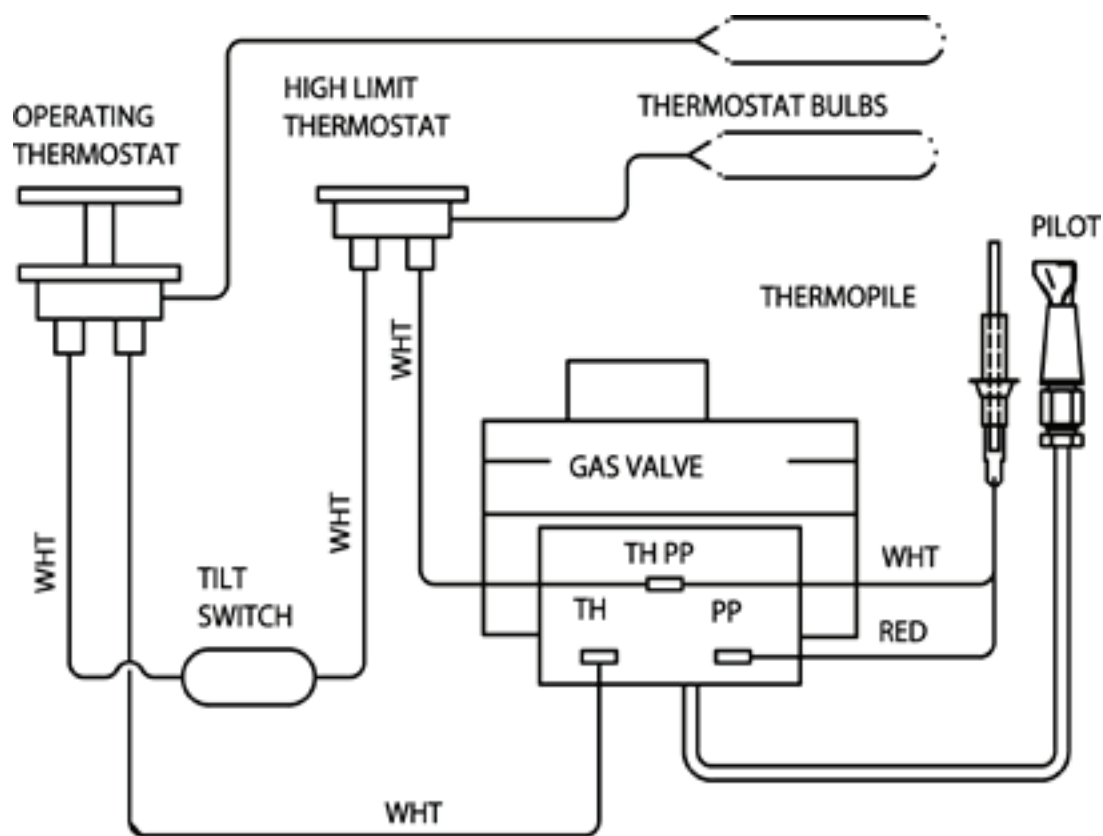 OPERATING
THERMOSTAT
HIGH LIMIT
THERMOSTAT
THERMOSTAT BULBS
PILOT
THERMOPILE
WHT
GAS VALVE
WHT
WHT
TILT
SWITCH
TH PP
WHT
TH
PP
RED
WHT